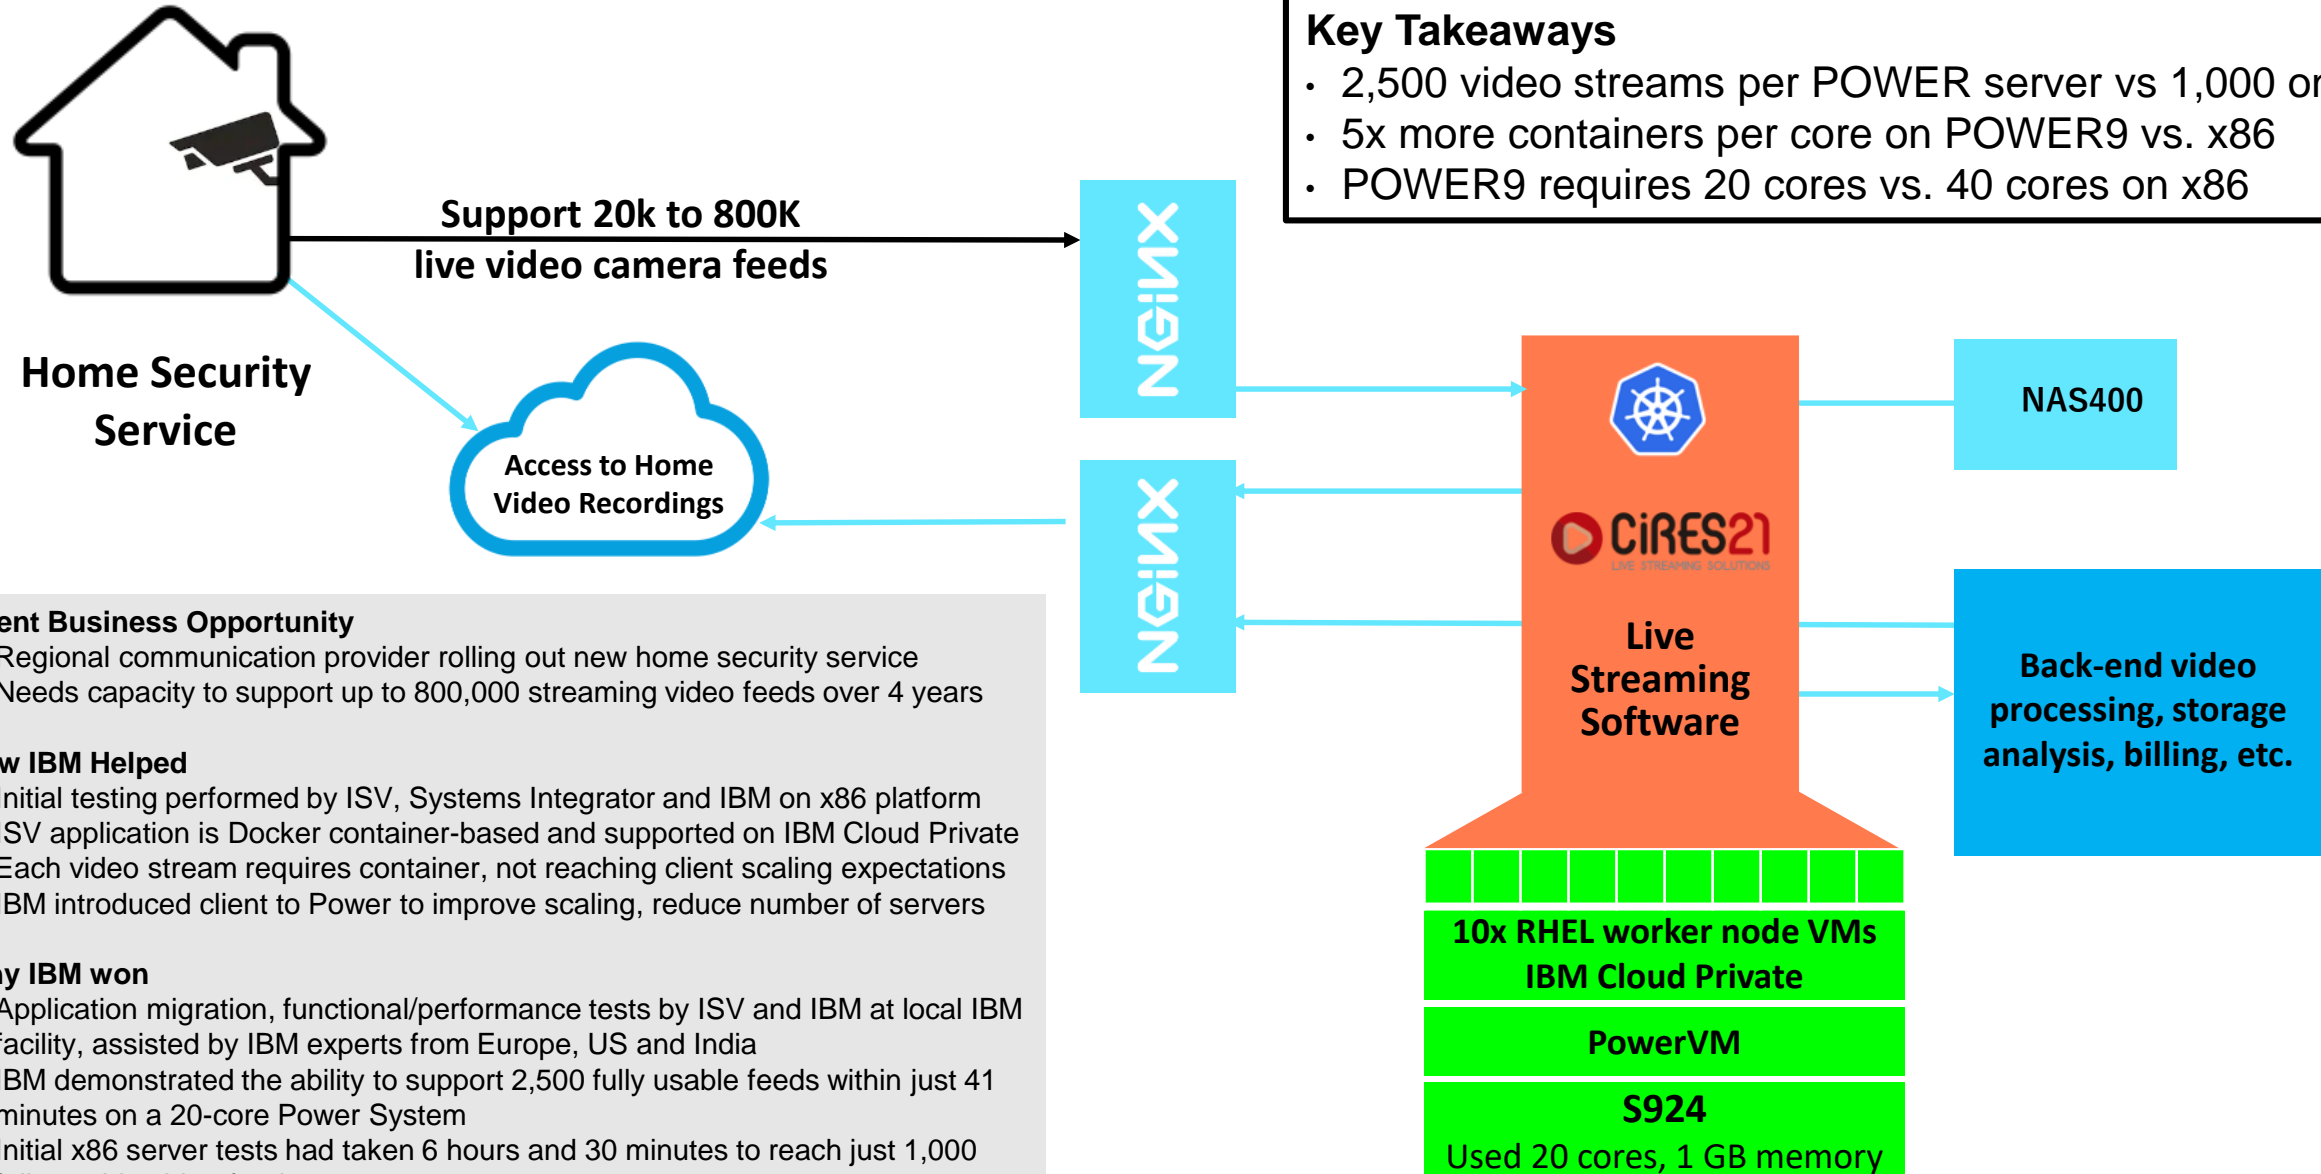 Key Takeaways
• 2,500 video streams per POWER server vs 1,000 on
• 5x more containers per core on POWER9 vs. x86
• POWER9 requires 20 cores vs. 40 cores on x86
Support 20k to 800K
live video camera feeds
Home Security
Service
Access to Home
Video Recordings
NGINX
NGINX
CiRES21
LIVE STREAMING SOLUTIONS
Live
Streaming
Software
NAS400
Back-end video
processing, storage
analysis, billing, etc.
10x RHEL worker node VMs
IBM Cloud Private
PowerVM
S924
Used 20 cores, 1 GB memory
ent Business Opportunity
Regional communication provider rolling out new home security service
Needs capacity to support up to 800,000 streaming video feeds over 4 years
w IBM Helped
Initial testing performed by ISV, Systems Integrator and IBM on x86 platform
ISV application is Docker container-based and supported on IBM Cloud Private
Each video stream requires container, not reaching client scaling expectations
IBM introduced client to Power to improve scaling, reduce number of servers
y IBM won
Application migration, functional/performance tests by ISV and IBM at local IBM
facility, assisted by IBM experts from Europe, US and India
IBM demonstrated the ability to support 2,500 fully usable feeds within just 41
minutes on a 20-core Power System
Initial x86 server tests had taken 6 hours and 30 minutes to reach just 1,000